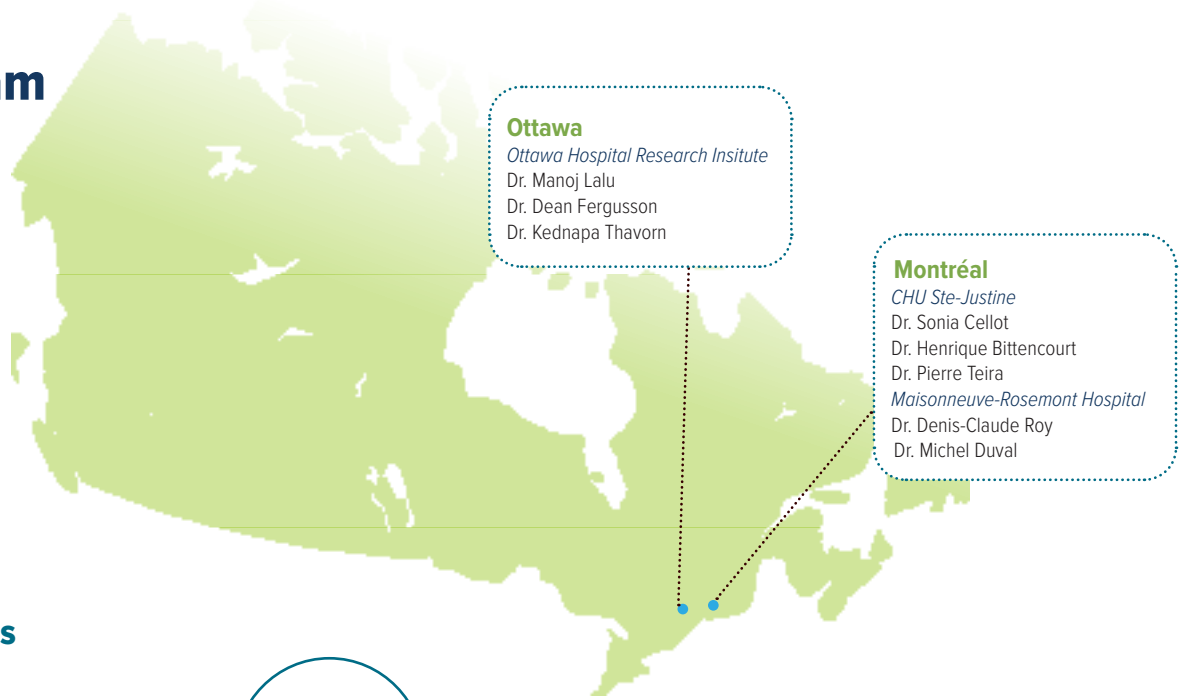 am
Ottawa
Ottawa Hospital Research Insitute
Dr. Manoj Lalu
Dr. Dean Fergusson
Dr. Kednapa Thavorn
Montréal
CHU Ste-Justine
Dr. Sonia Cellot
Dr. Henrique Bittencourt
Dr. Pierre Teira
Maisonneuve-Rosemont Hospital
Dr. Denis-Claude Roy
Dr. Michel Duval
s